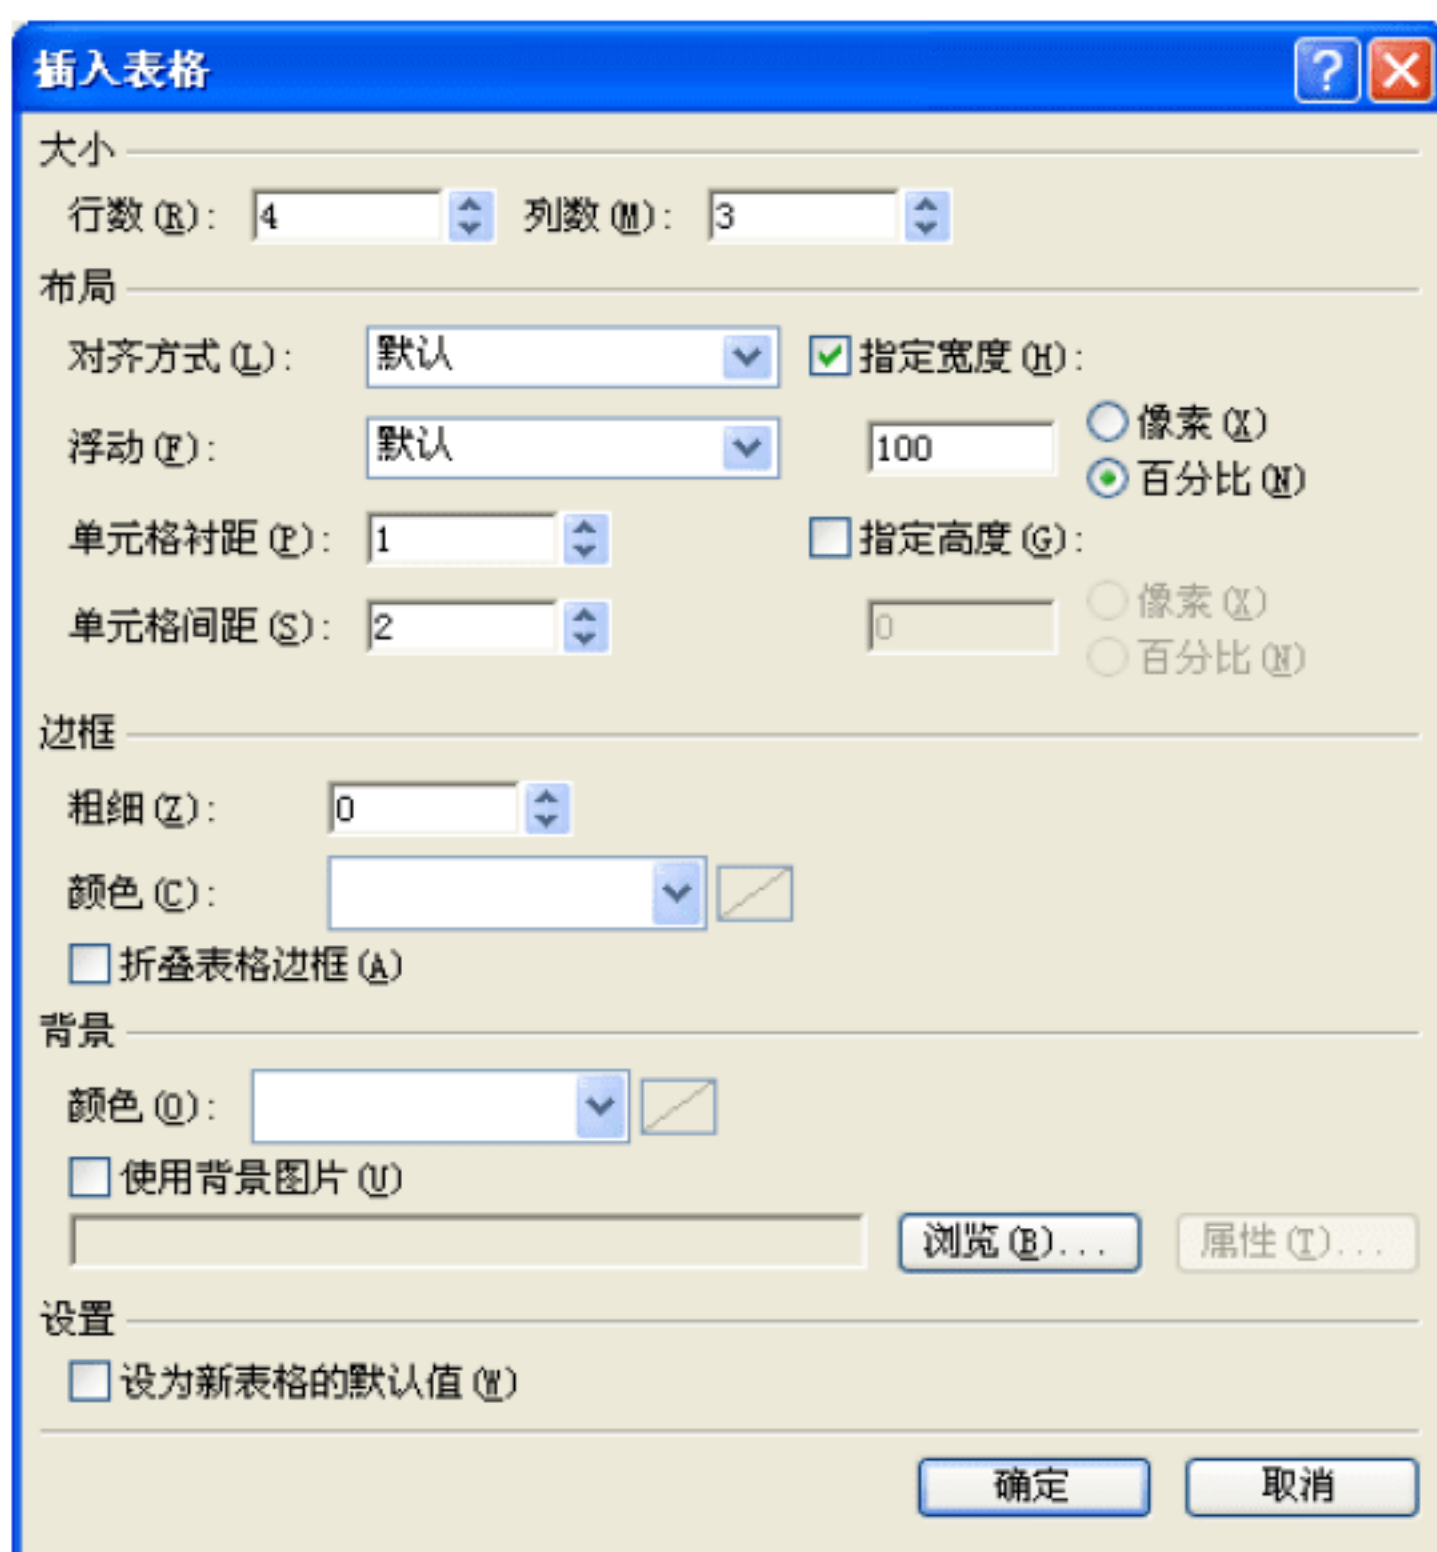 插入表格
大小
行数(R): 4 列数(M): 3
布局
对齐方式(L): 默认 指定宽度(H):
浮动(F): 默认 100 像素(X)
百分比(N)
单元格衬距(P): 1 指定高度(G):
单元格间距(S): 2 0 像素(X)
百分比(N)
边框
粗细(Z): 0
颜色(C):
折叠表格边框(A)
背景
颜色(O):
使用背景图片(U)
浏览(B)... 属性(T)...
设置
设为新表格的默认值(W)
确定 取消